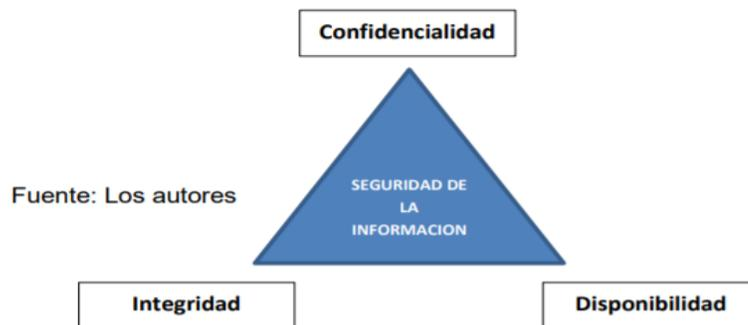 Confidencialidad
SEGURIDAD DE
LA
INFORMACION
Fuente: Los autores
Integridad
Disponibilidad